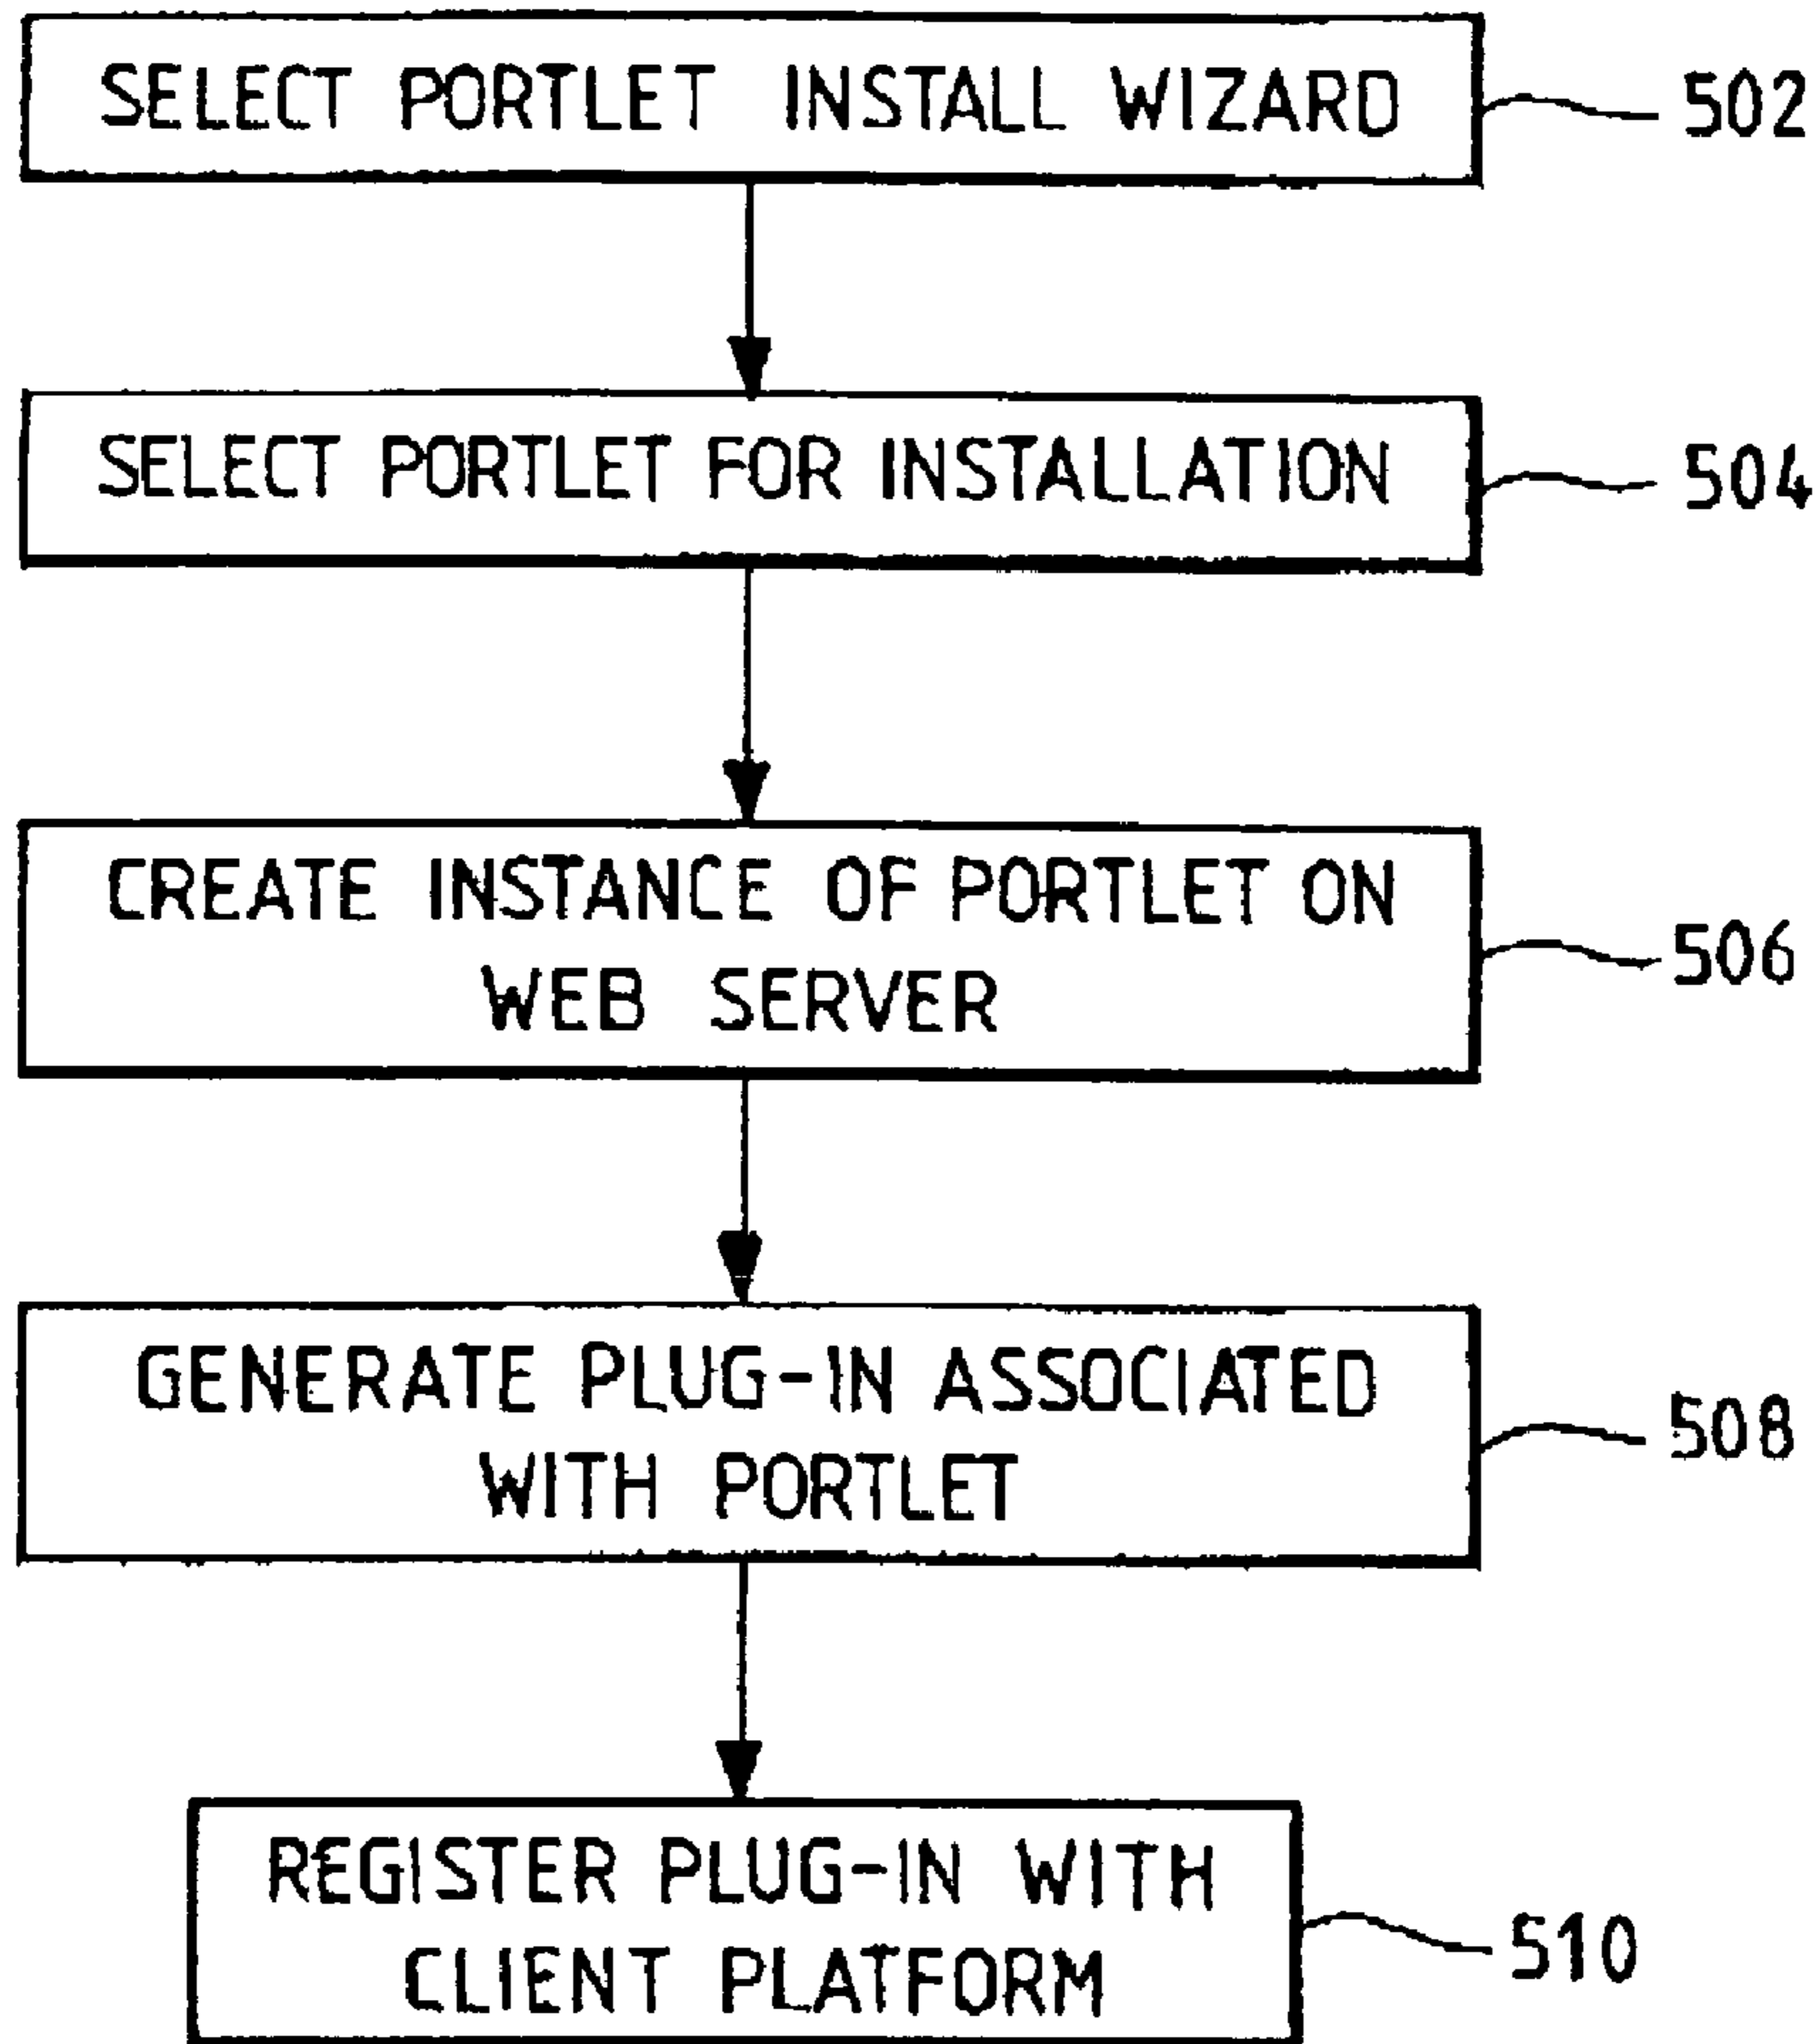 SELECT PORTLET INSTALL WIZARD
502
SELECT PORTLET FOR INSTALLATION
504
CREATE INSTANCE OF PORTLET ON
WEB SERVER
506
GENERATE PLUG-IN ASSOCIATED
WITH PORTLET
508
REGISTER PLUG-IN WITH
CLIENT PLATFORM
510